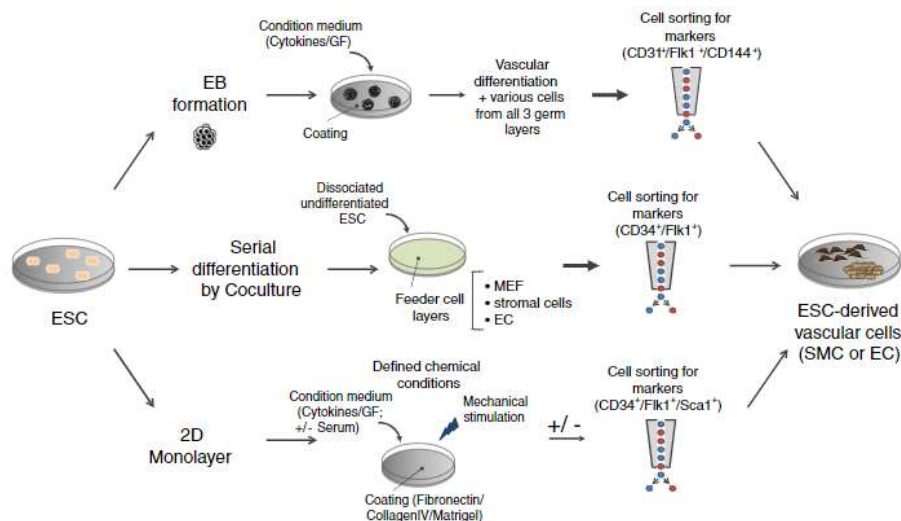 Condition medium
(Cytokines/GF)
EB
formation
Coating
Vascular
differentiation
+ various cells
from all 3 germ
layers
Cell sorting for
markers
(CD31⁺/Flk1⁺/CD144⁺)
ESC
Dissociated
undifferentiated
ESC
Serial
differentiation
by Coculture
Feeder cell
layers
• MEF
• stromal cells
• EC
Cell sorting for
markers
(CD34⁺/Flk1⁺)
ESC-derived
vascular cells
(SMC or EC)
2D
Monolayer
Defined chemical
conditions
Condition medium
(Cytokines/GF;
+/- Serum)
Mechanical
stimulation
Coating (Fibronectin/
CollagenIV/Matrigel)
+/ -
Cell sorting for
markers
(CD34⁺/Flk1⁺/Sca1⁺)